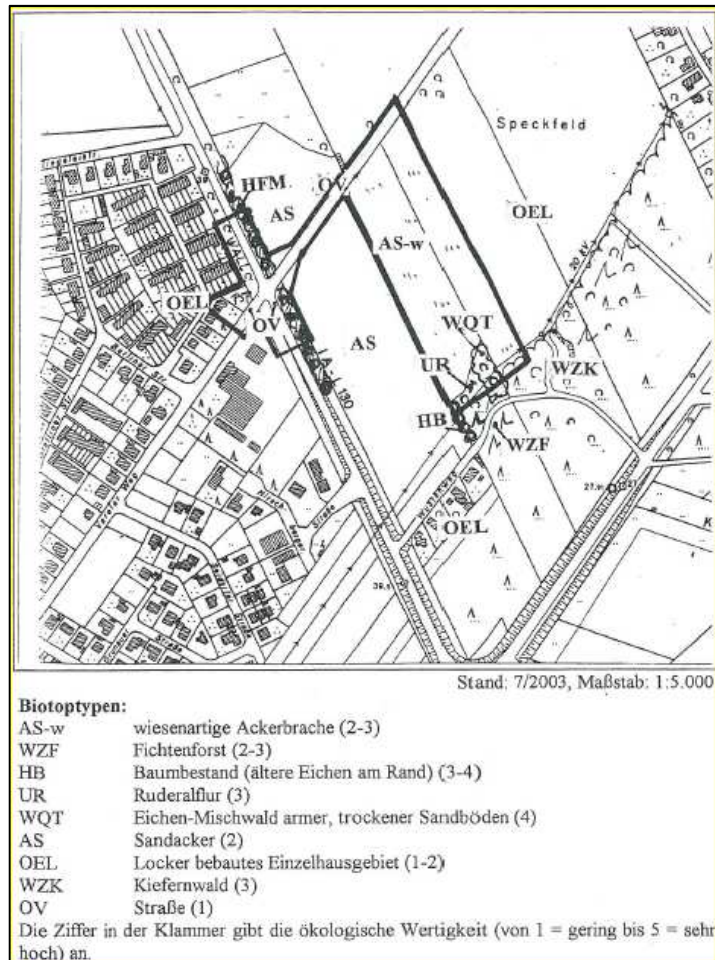 Speckfeld
HFM
OV
AS
OEL
AS-w
WALL
OEL
OV
AS
WQT
UR
WZK
130
HB
WZF
OEL
Stand: 7/2003, Maßstab: 1:5.000
Biotoptypen:
AS-w wiesenartige Ackerbrache (2-3)
WZF Fichtenforst (2-3)
HB Baumbestand (ältere Eichen am Rand) (3-4)
UR Ruderalflur (3)
WQT Eichen-Mischwald armer, trockener Sandböden (4)
AS Sandacker (2)
OEL Locker bebautes Einzelhausgebiet (1-2)
WZK Kiefernwald (3)
OV Straße (1)
Die Ziffer in der Klammer gibt die ökologische Wertigkeit (von 1 = gering bis 5 = sehr
hoch) an.